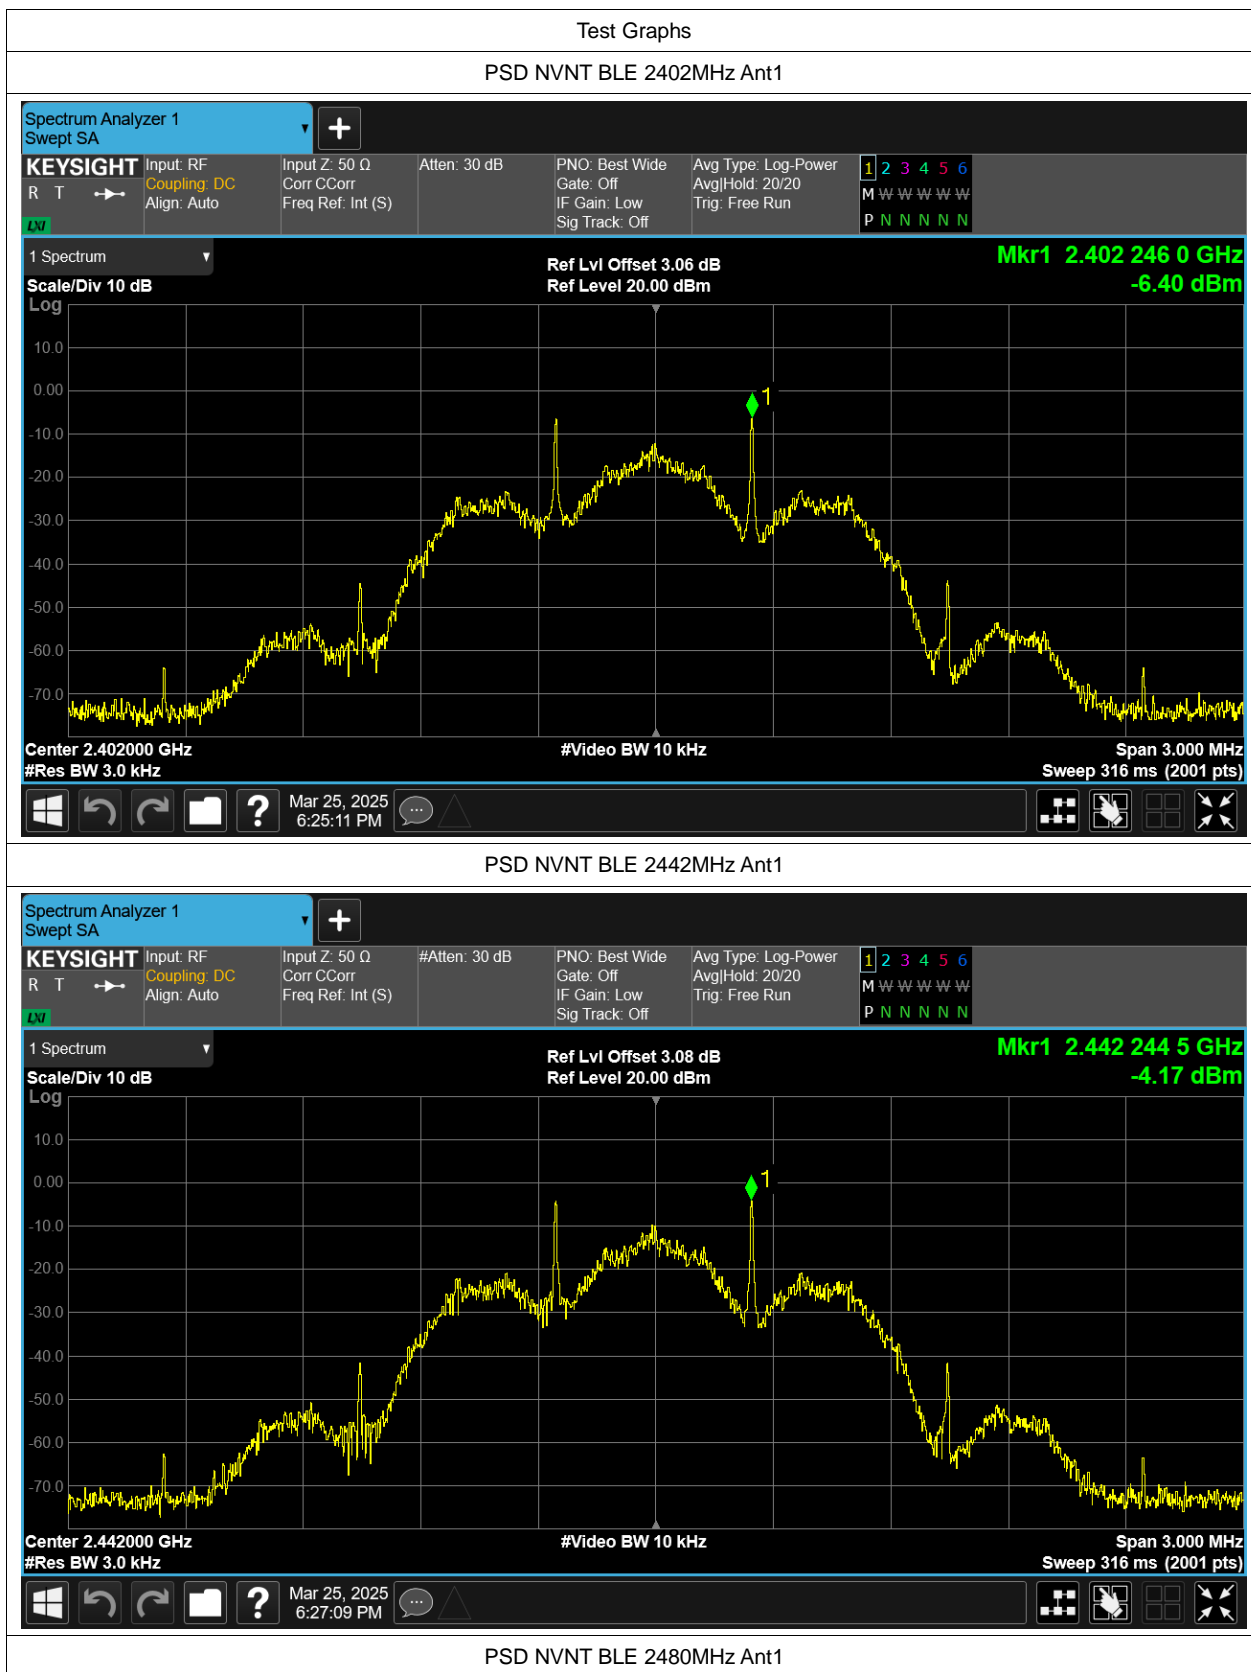 Test Graphs
PSD NVNT BLE 2402MHz Ant1
Spectrum Analyzer 1
Swept SA
KEYSIGHT
R T
LXI
Input: RF
Coupling: DC
Align: Auto
Input Z: 50 Ω
Corr CCorr
Freq Ref: Int (S)
Atten: 30 dB
PNO: Best Wide
Gate: Off
IF Gain: Low
Sig Track: Off
Avg Type: Log-Power
Avg|Hold: 20/20
Trig: Free Run
1 2 3 4 5 6
M W W W W W
P N N N N N
1 Spectrum
Scale/Div 10 dB
Log
Ref Lvl Offset 3.06 dB
Ref Level 20.00 dBm
Mkr1 2.402 246 0 GHz
-6.40 dBm
10.0
0.00
-10.0
-20.0
-30.0
-40.0
-50.0
-60.0
-70.0
1
Center 2.402000 GHz
#Res BW 3.0 kHz
#Video BW 10 kHz
Span 3.000 MHz
Sweep 316 ms (2001 pts)
Mar 25, 2025
6:25:11 PM
PSD NVNT BLE 2442MHz Ant1
Spectrum Analyzer 1
Swept SA
KEYSIGHT
R T
LXI
Input: RF
Coupling: DC
Align: Auto
Input Z: 50 Ω
Corr CCorr
Freq Ref: Int (S)
#Atten: 30 dB
PNO: Best Wide
Gate: Off
IF Gain: Low
Sig Track: Off
Avg Type: Log-Power
Avg|Hold: 20/20
Trig: Free Run
1 2 3 4 5 6
M W W W W W
P N N N N N
1 Spectrum
Scale/Div 10 dB
Log
Ref Lvl Offset 3.08 dB
Ref Level 20.00 dBm
Mkr1 2.442 244 5 GHz
-4.17 dBm
10.0
0.00
-10.0
-20.0
-30.0
-40.0
-50.0
-60.0
-70.0
1
Center 2.442000 GHz
#Res BW 3.0 kHz
#Video BW 10 kHz
Span 3.000 MHz
Sweep 316 ms (2001 pts)
Mar 25, 2025
6:27:09 PM
PSD NVNT BLE 2480MHz Ant1